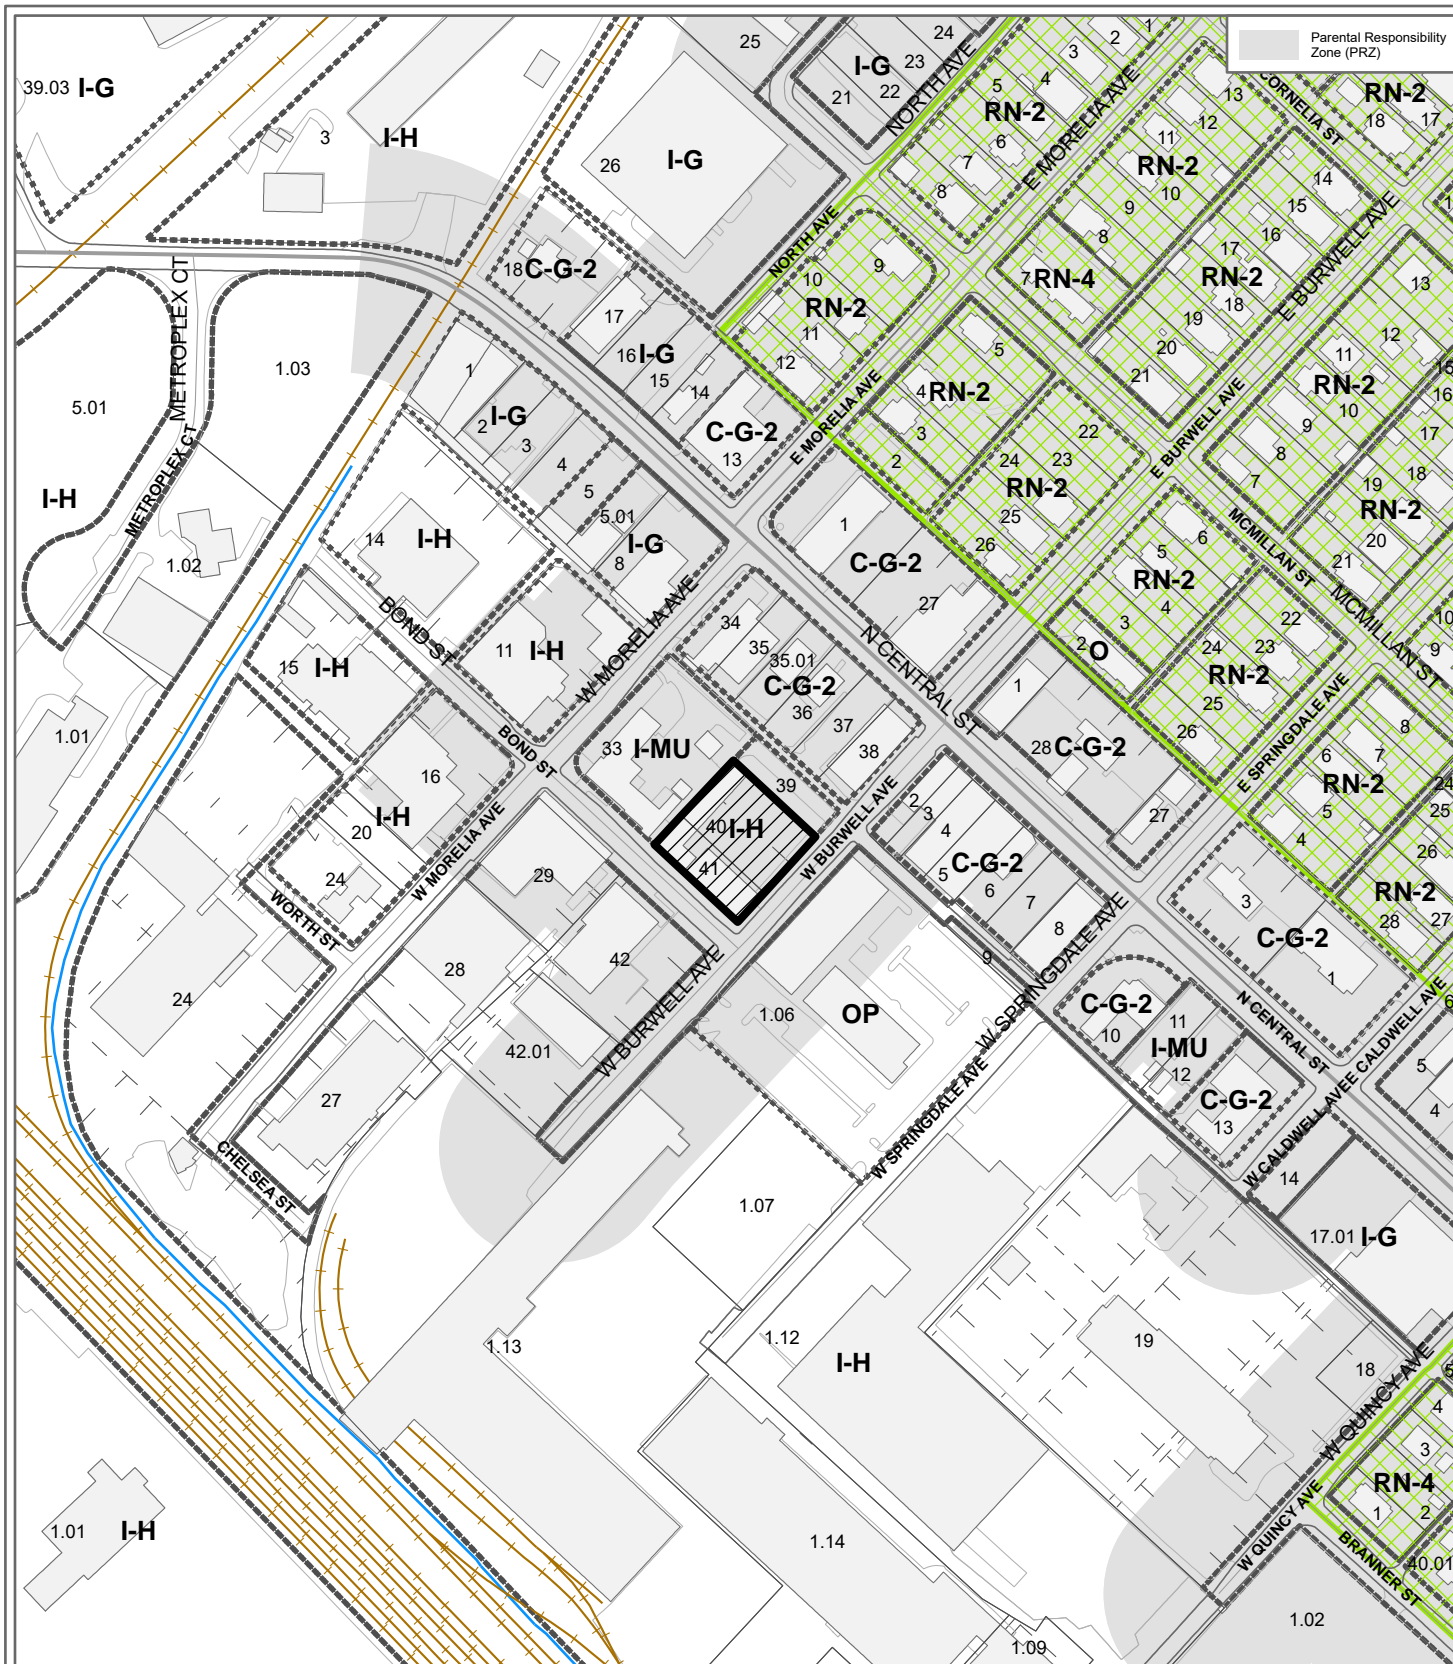 Parental Responsibility
Zone (PRZ)
39.03 I-G
3
I-H
25
24
23
22
21
I-G
NORTH AVE
26
I-G
1
2
3
4
5
RN-2
6
7
8
E MORELIA AVE
13
12
11
RN-2
10
9
8
CORNELIA ST
RN-2
18
17
14
15
16
17
RN-2
18
19
20
21
E BURWELL AVE
7
RN-4
NORTH AVE
10
9
RN-2
11
12
18
C-G-2
17
16
I-G
15
14
C-G-2
13
E MORELIA AVE
5
4
RN-2
3
2
22
23
24
RN-2
25
26
E BURWELL AVE
13
12
11
RN-2
10
9
8
7
15
16
17
18
19
RN-2
20
21
MCMILLAN ST
MCMILLAN ST
10
9
METROPLEX CT
METROPLEX CT
5.01
1.03
I-H
1.02
1.01
1
2
I-G
3
4
5
5.01
I-G
8
14
I-H
BOND ST
15
I-H
11
I-H
W MORELIA AVE
1
C-G-2
27
N CENTRAL ST
6
5
RN-2
4
3
2
O
22
23
24
RN-2
25
26
E SPRINGDALE AVE
8
7
6
RN-2
5
4
24
25
26
RN-2
28
27
6
34
35
35.01
C-G-2
36
37
38
33
I-MU
39
40
I-H
41
BOND ST
W BURWELL AVE
1
28
C-G-2
27
16
I-H
20
24
W MORELIA AVE
WORTH ST
29
28
42
42.01
W BURWELL AVE
24
27
CHELSEA ST
2
3
4
5
C-G-2
6
7
8
9
W SPRINGDALE AVE
1.06
OP
W SPRINGDALE AVE
3
C-G-2
1
N CENTRAL ST
E CALDWELL AVE
W CALDWELL AVE
5
4
C-G-2
10
11
I-MU
12
C-G-2
13
14
17.01
I-G
1.07
1.13
1.12
I-H
19
18
W QUINCY AVE
W QUINCY AVE
5
4
3
RN-4
1
2
40.01
BRANNER ST
1.01
I-H
1.14
1.09
1.02